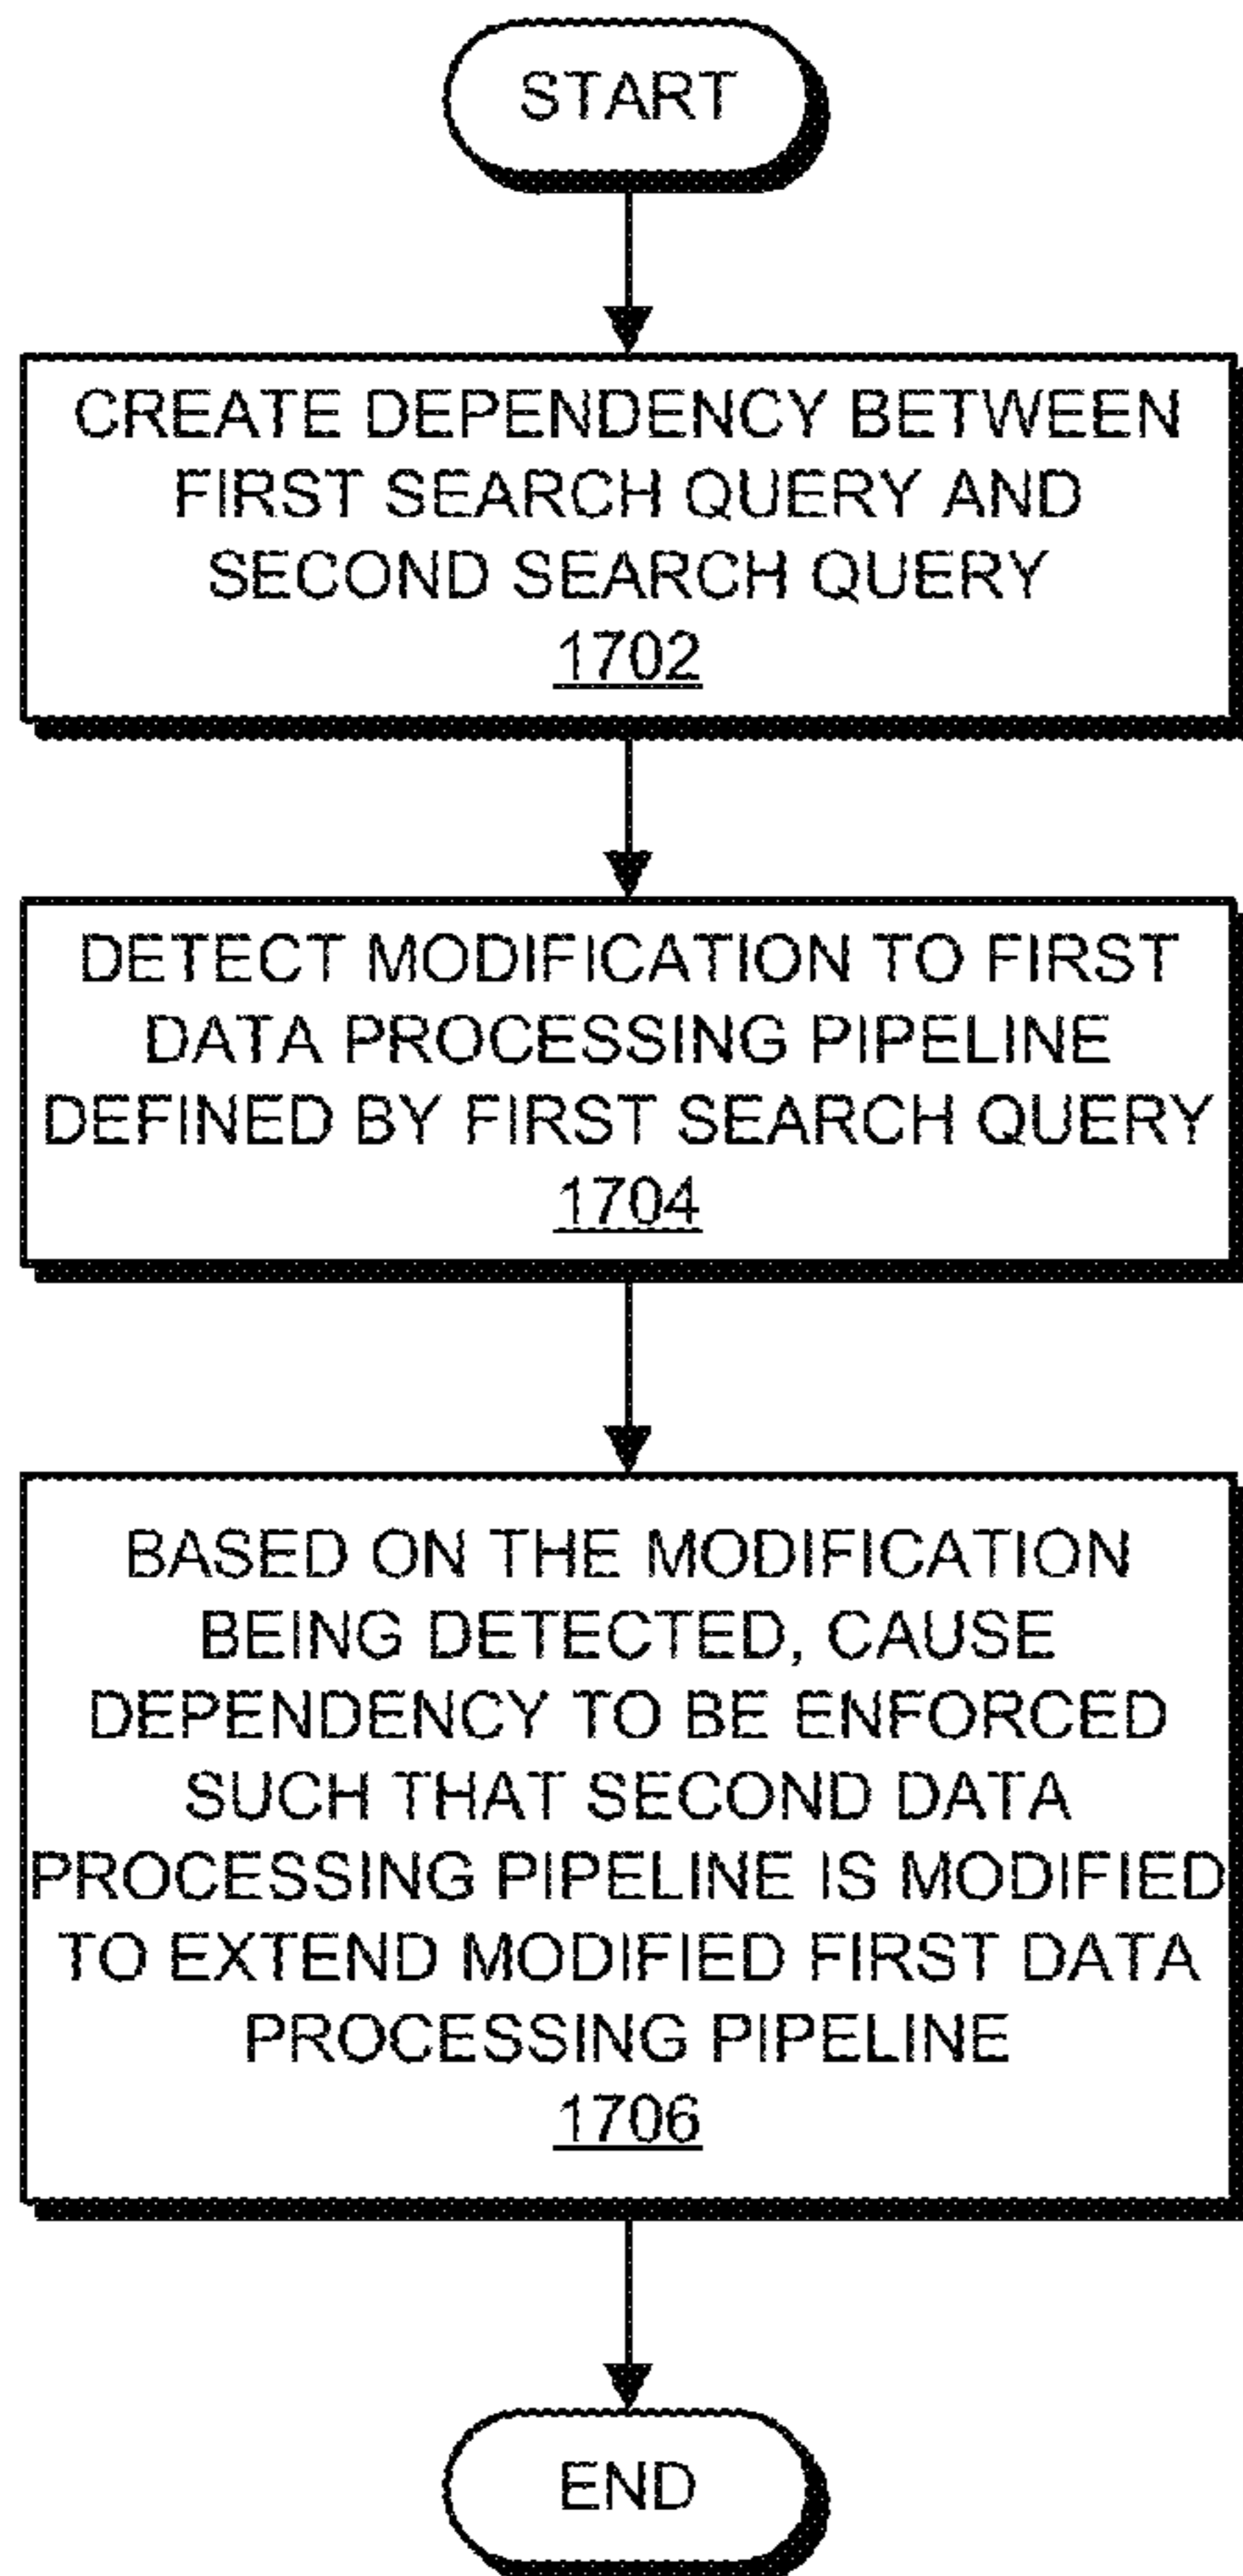 START
CREATE DEPENDENCY BETWEEN
FIRST SEARCH QUERY AND
SECOND SEARCH QUERY
1702
DETECT MODIFICATION TO FIRST
DATA PROCESSING PIPELINE
DEFINED BY FIRST SEARCH QUERY
1704
BASED ON THE MODIFICATION
BEING DETECTED, CAUSE
DEPENDENCY TO BE ENFORCED
SUCH THAT SECOND DATA
PROCESSING PIPELINE IS MODIFIED
TO EXTEND MODIFIED FIRST DATA
PROCESSING PIPELINE
1706
END